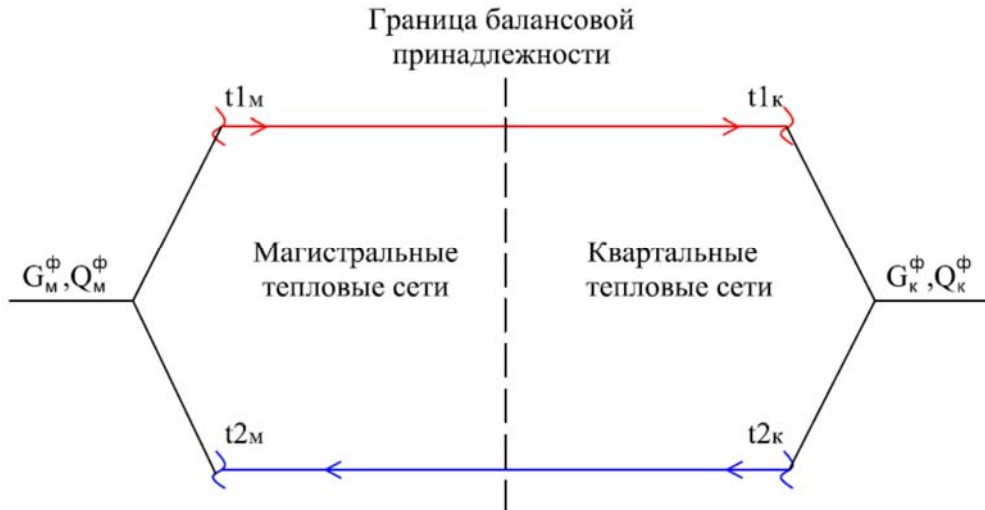 Граница балансовой
принадлежности
t1м
t1к
Магистральные
тепловые сети
Квартальные
тепловые сети
Gмф,Qмф
Gкф,Qкф
t2м
t2к